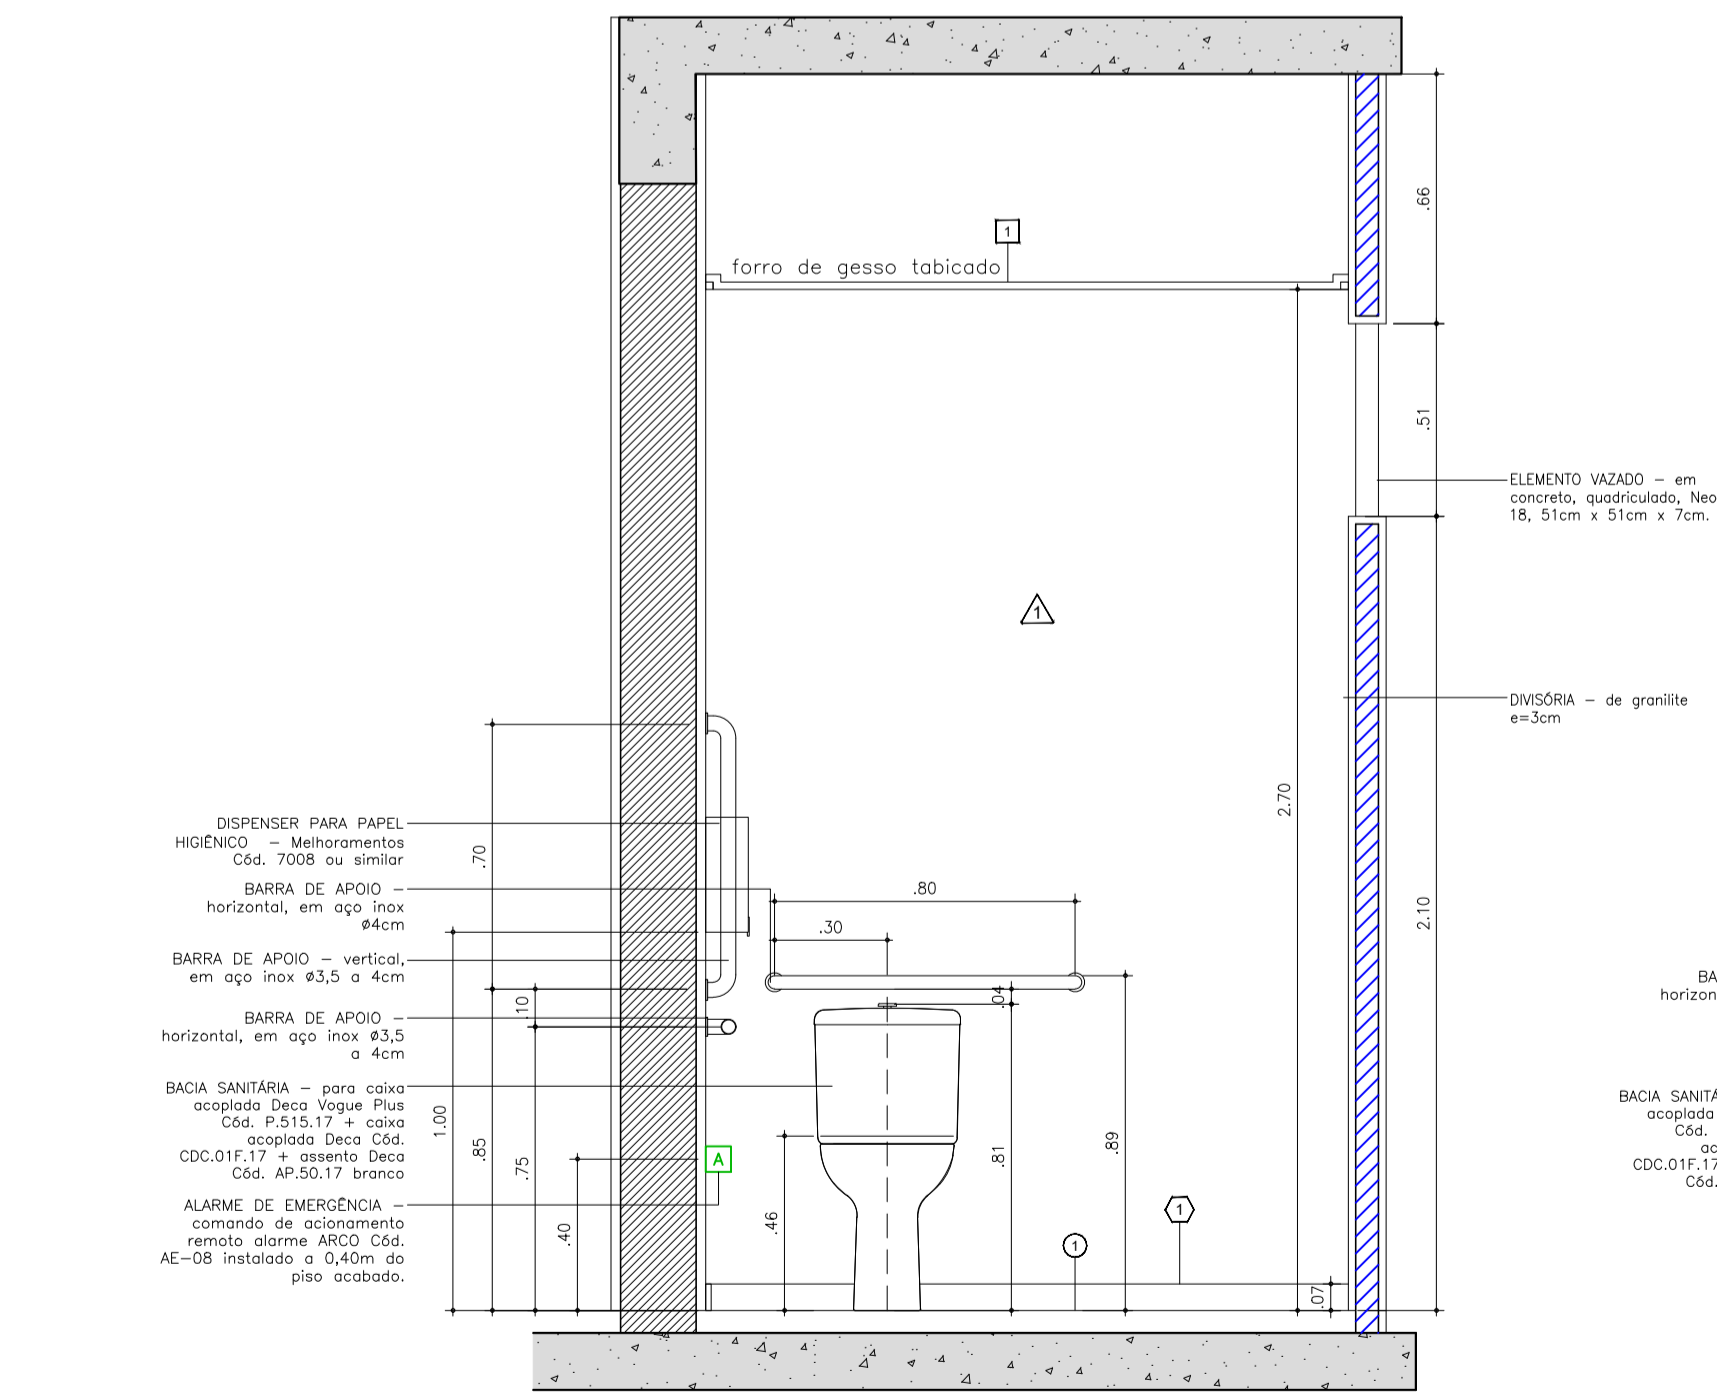 1
forro de gesso tabicado
.66
.51
ELEMENTO VAZADO – em
concreto, quadriculado, Neo
18, 51cm x 51cm x 7cm.
1
DIVISÓRIA – de granilite
e=3cm
2.70
2.10
DISPENSER PARA PAPEL
HIGIÊNICO – Melhoramentos
Cód. 7008 ou similar
BARRA DE APOIO –
horizontal, em aço inox
ø4cm
BARRA DE APOIO – vertical,
em aço inox ø3,5 a 4cm
BARRA DE APOIO –
horizontal, em aço inox ø3,5
a 4cm
BACIA SANITÁRIA – para caixa
acoplada Deca Vogue Plus
Cód. P.515.17 + caixa
acoplada Deca Cód.
CDC.01F.17 + assento Deca
Cód. AP.50.17 branco
ALARME DE EMERGÊNCIA –
comando de acionamento
remoto alarme ARCO Cód.
AE–08 instalado a 0,40m do
piso acabado.
.70
.10
1.00
.85
.75
.40
A
.80
.30
.04
.46
.81
.89
1
1
.07
BA
horizon
BACIA SANITÁ
acoplada
Cód.
ac
CDC.01F.17
Cód.